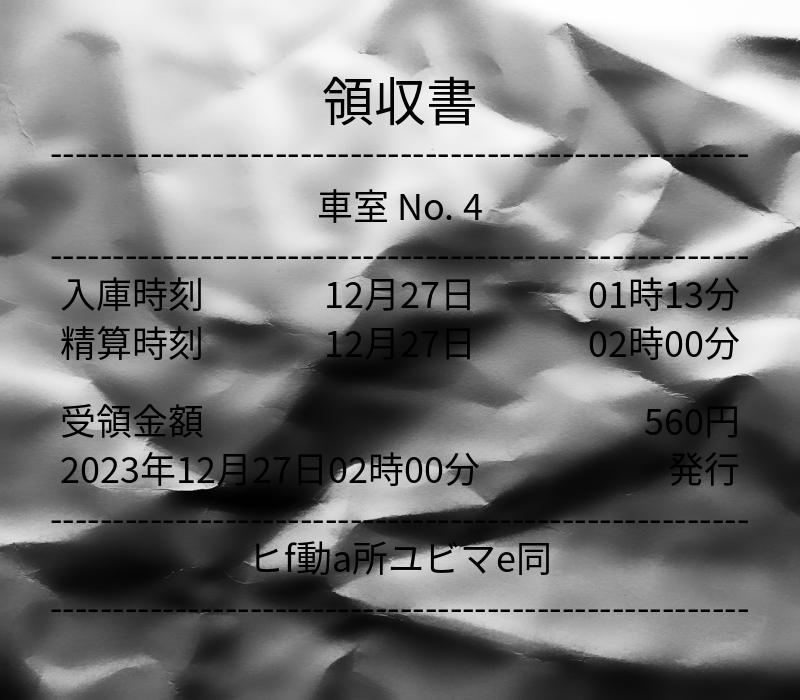 領収書
車室 No. 4
入庫時刻 12月27日 01時13分
精算時刻 12月27日 02時00分
受領金額 560円
2023年12月27日02時00分 発行
ヒf動a所ユビマe同